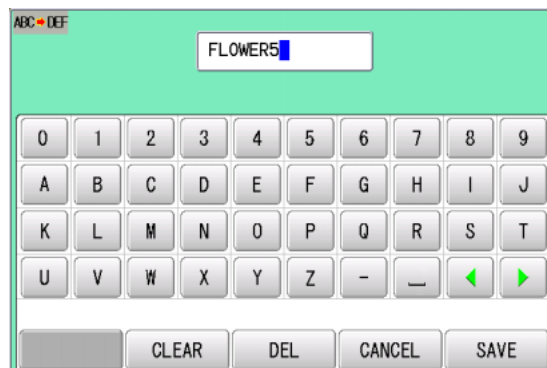 ABC➡DEF
FLOWER5
0 1 2 3 4 5 6 7 8 9
A B C D E F G H I J
K L M N O P Q R S T
U V W X Y Z - ⎵ ◀ ▶
CLEAR DEL CANCEL SAVE